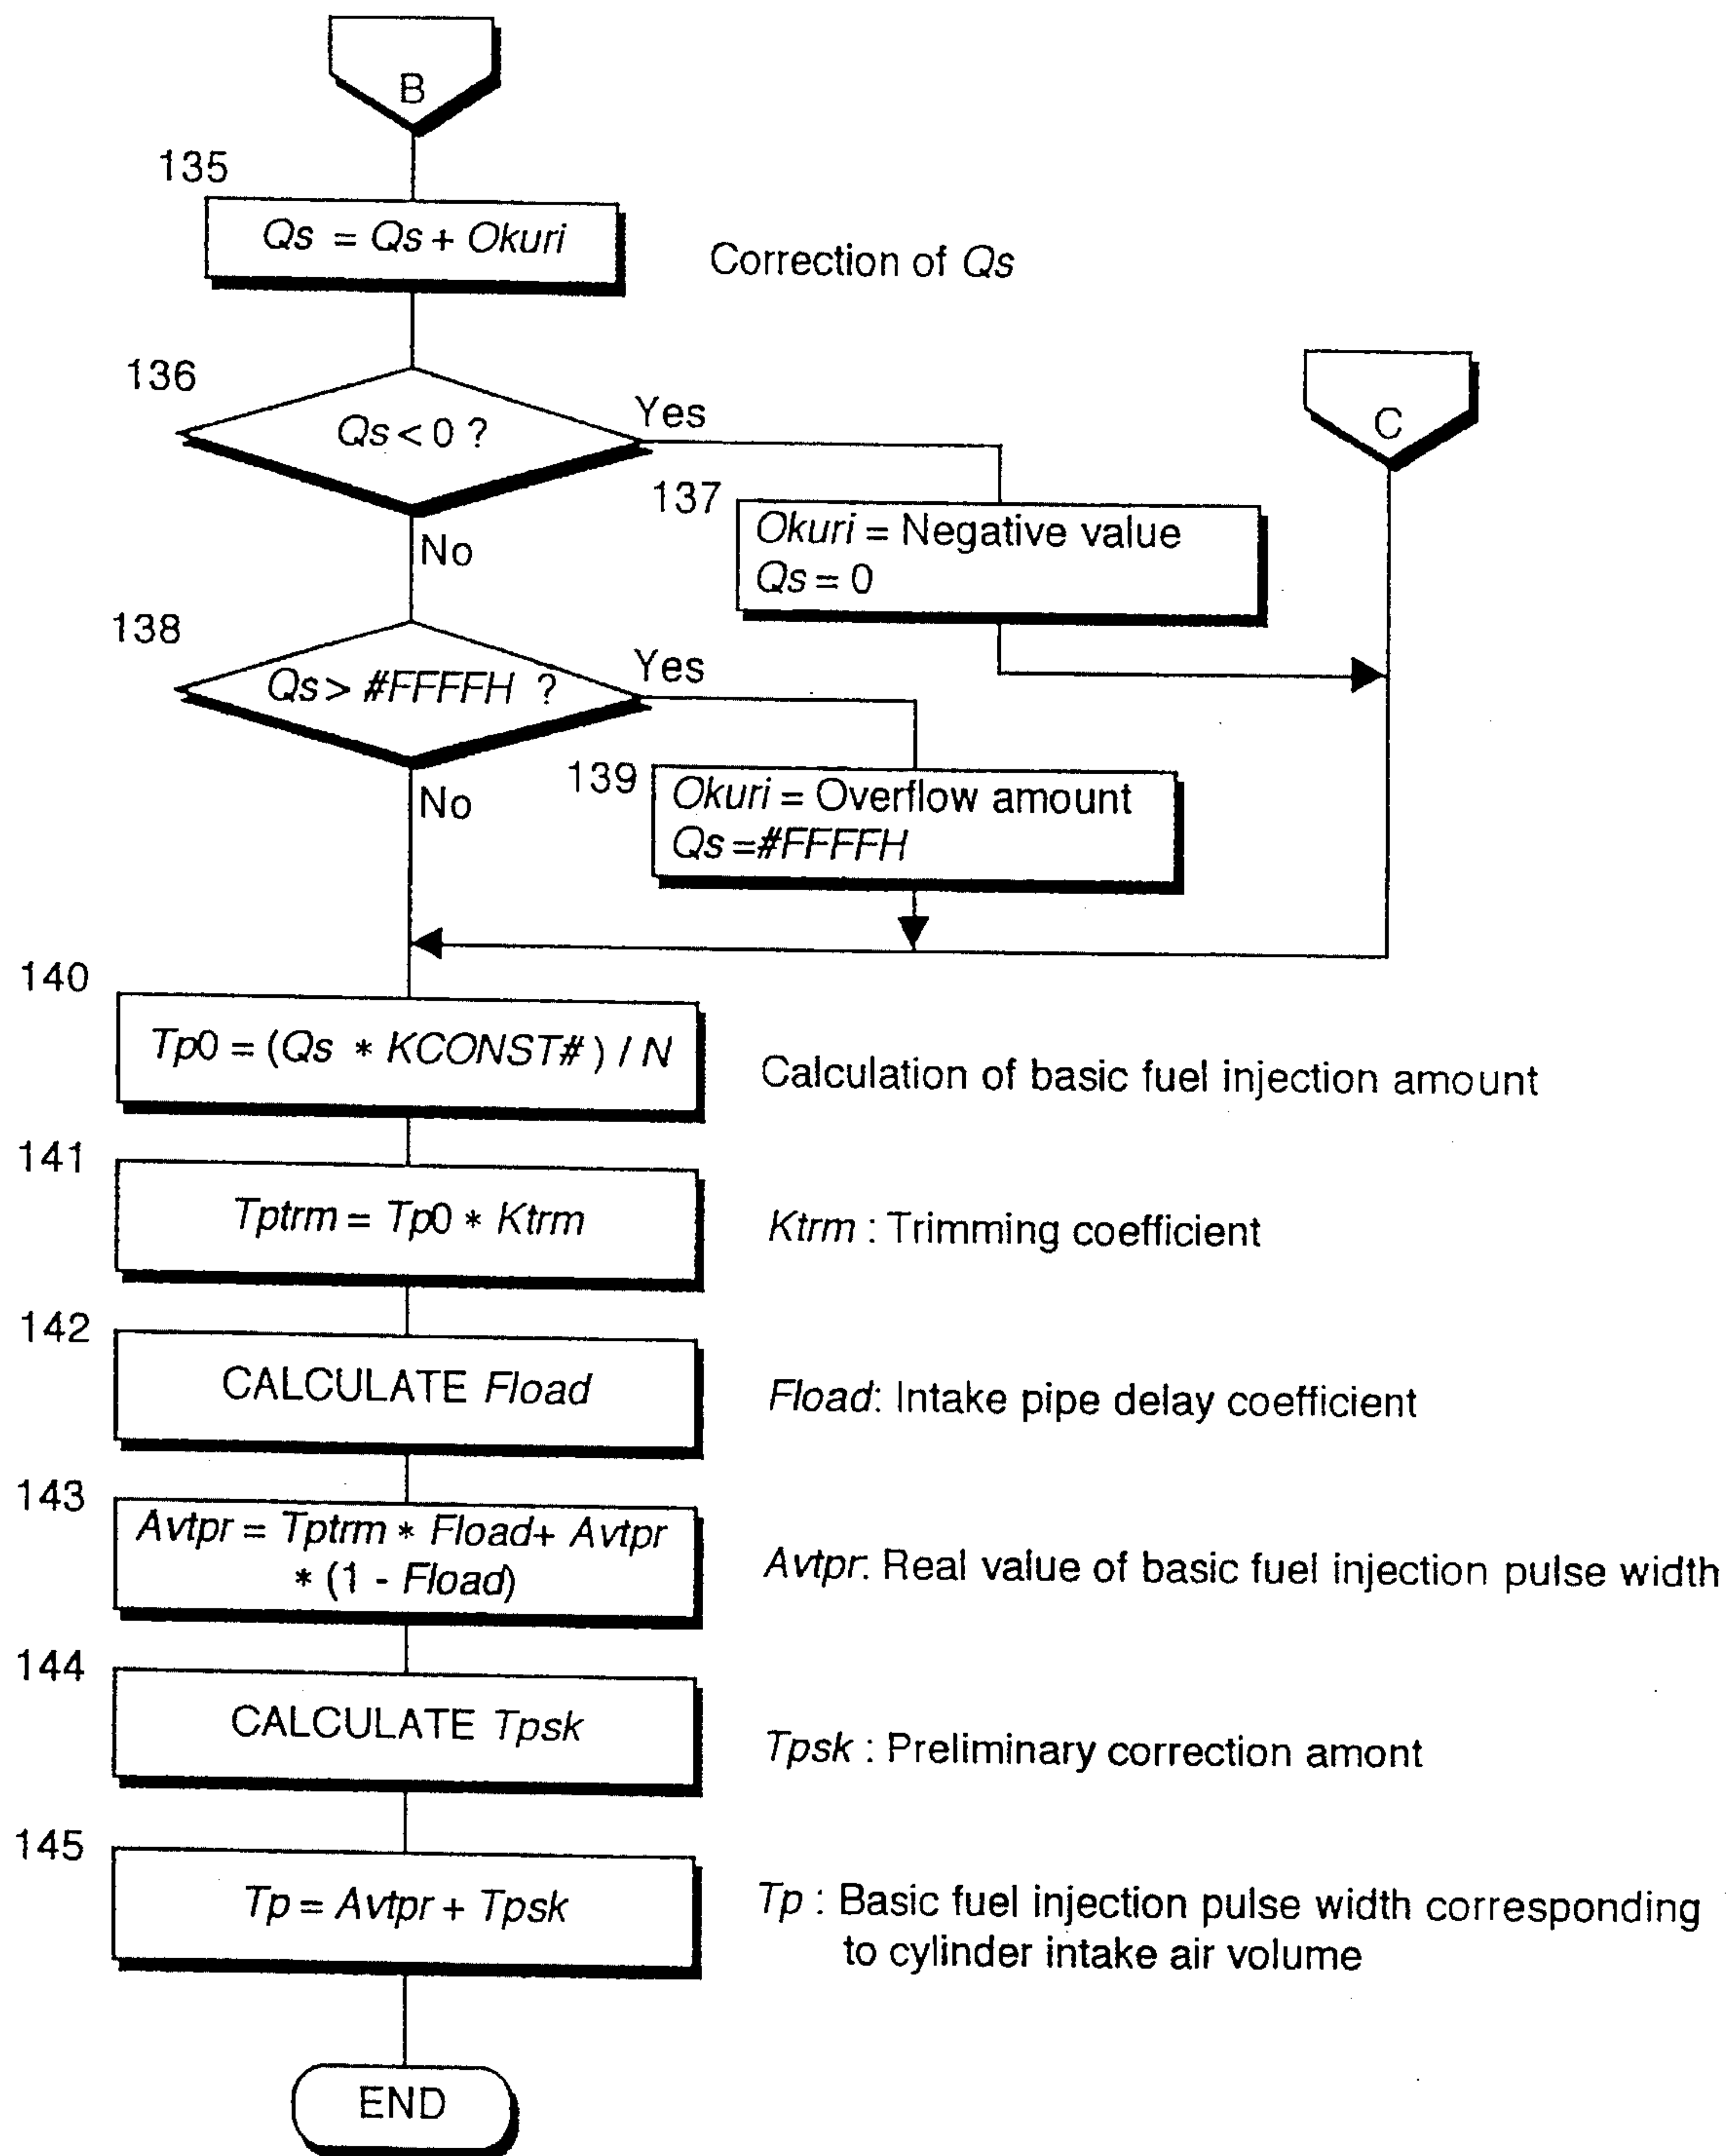 B
135
Qs = Qs + Okuri
Correction of Qs
136
Qs < 0 ?
Yes
C
137
Okuri = Negative value
Qs = 0
No
138
Qs > #FFFFH ?
Yes
139
Okuri = Overflow amount
Qs =#FFFFH
No
140
Tp0 = (Qs * KCONST# ) / N
Calculation of basic fuel injection amount
141
Tptrm = Tp0 * Ktrm
Ktrm : Trimming coefficient
142
CALCULATE Fload
Fload: Intake pipe delay coefficient
143
Avtpr = Tptrm * Fload+ Avtpr
* (1 - Fload)
Avtpr: Real value of basic fuel injection pulse width
144
CALCULATE Tpsk
Tpsk : Preliminary correction amont
145
Tp = Avtpr + Tpsk
Tp : Basic fuel injection pulse width corresponding
to cylinder intake air volume
END